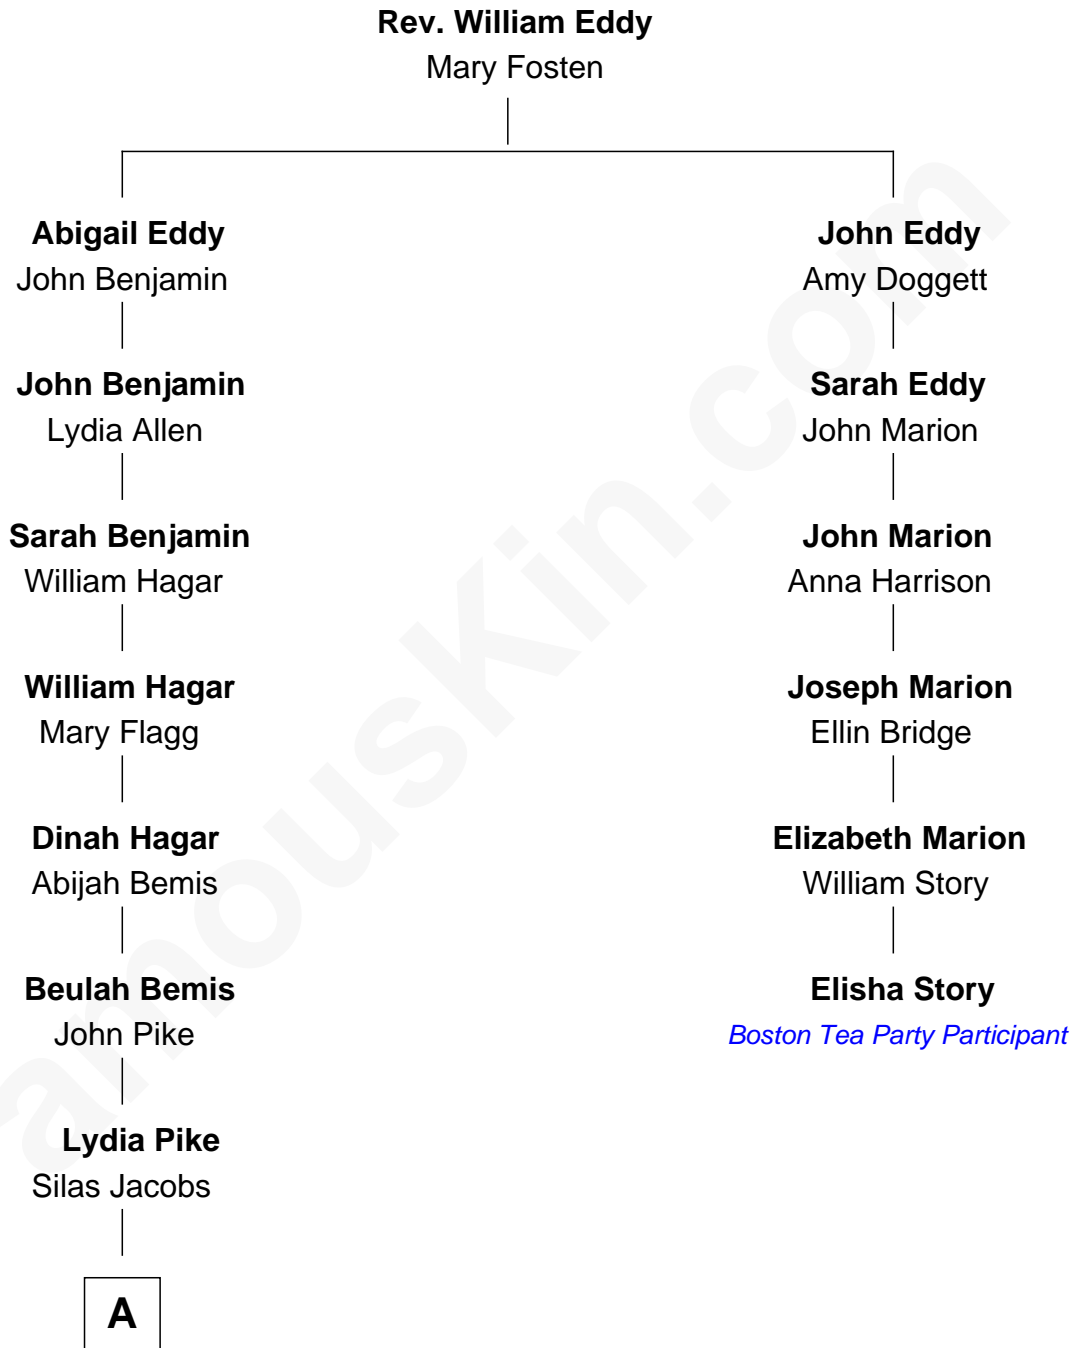 Rev. William Eddy
Mary Fosten
Abigail Eddy
John Benjamin
John Benjamin
Lydia Allen
Sarah Benjamin
William Hagar
William Hagar
Mary Flagg
Dinah Hagar
Abijah Bemis
Beulah Bemis
John Pike
Lydia Pike
Silas Jacobs
A
John Eddy
Amy Doggett
Sarah Eddy
John Marion
John Marion
Anna Harrison
Joseph Marion
Ellin Bridge
Elizabeth Marion
William Story
Elisha Story
Boston Tea Party Participant
amouskin.com